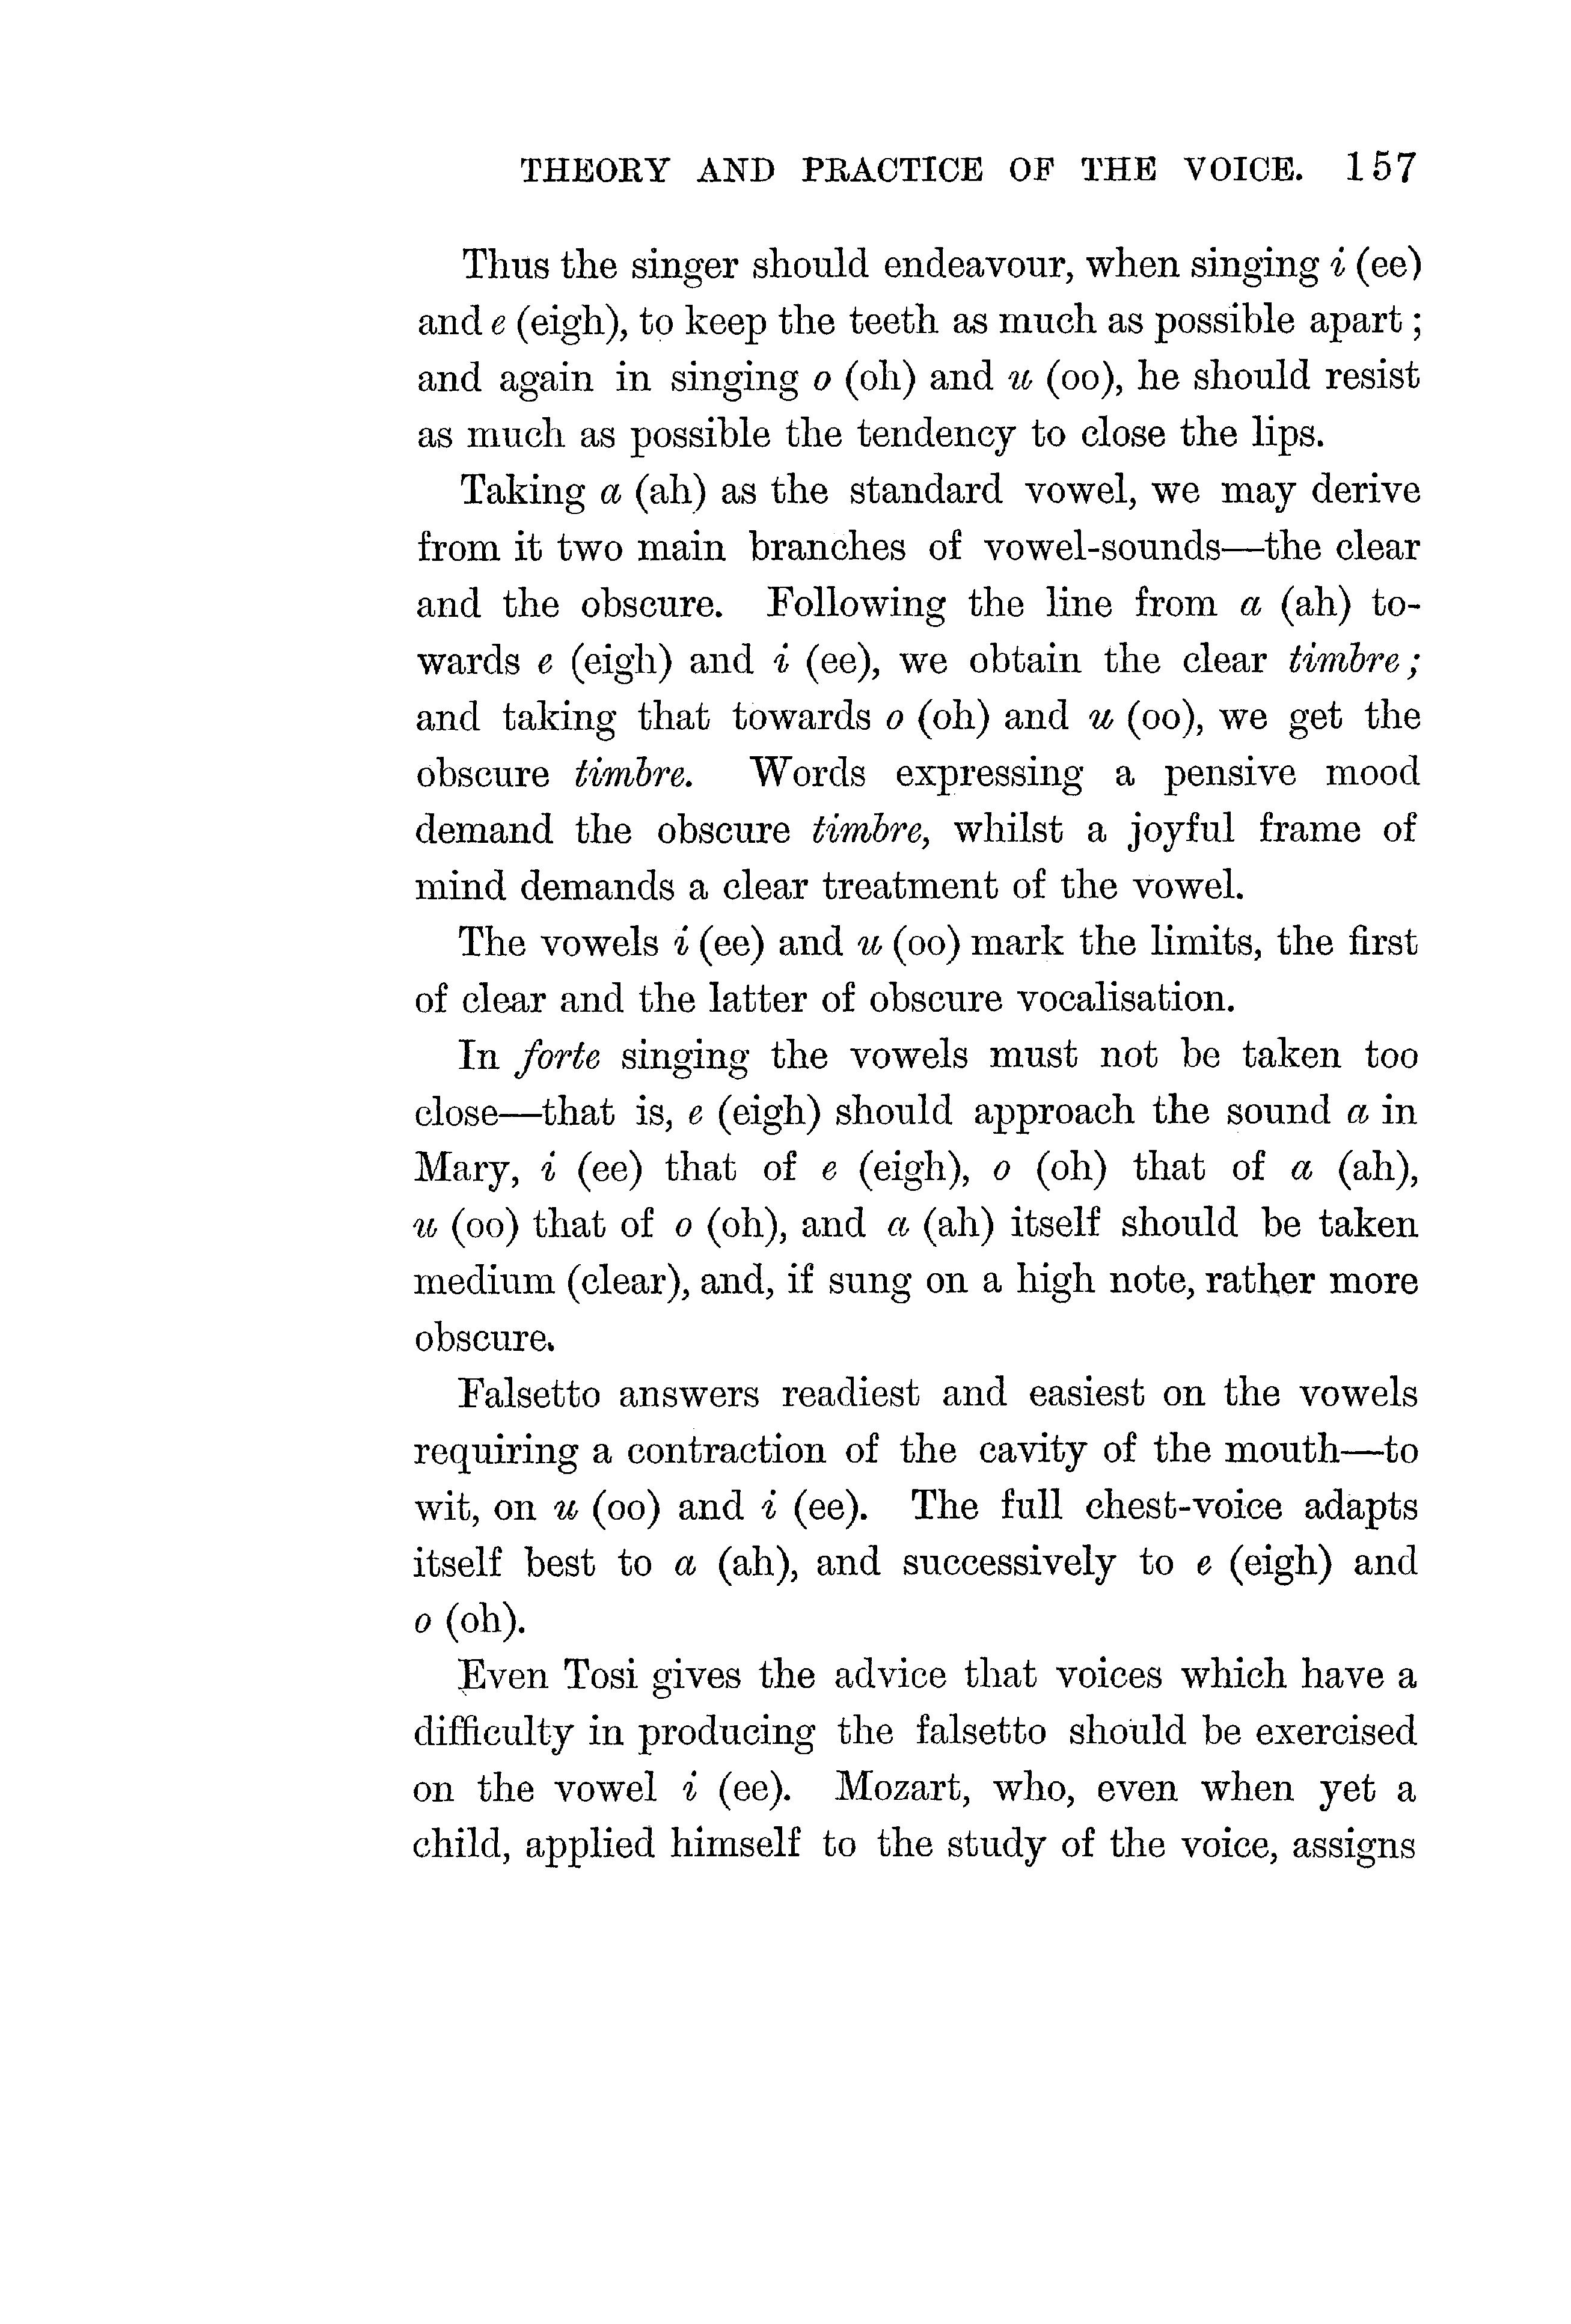 THEORY AND PRACTICE OF THE VOICE. 157
Thus the singer should endeavour, when singing i (ee)
and e (eigh), to keep the teeth as much as possible apart;
and again in singing o (oh) and u (oo), he should resist
as much as possible the tendency to close the lips.
Taking a (ah) as the standard vowel, we may derive
from it two main branches of vowel-sounds—the clear
and the obscure. Following the line from a (ah) to-
wards e (eigh) and i (ee), we obtain the clear timbre;
and taking that towards o (oh) and u (oo), we get the
obscure timbre. Words expressing a pensive mood
demand the obscure timbre, whilst a joyful frame of
mind demands a clear treatment of the vowel.
The vowels i (ee) and u (oo) mark the limits, the first
of clear and the latter of obscure vocalisation.
In forte singing the vowels must not be taken too
close—that is, e (eigh) should approach the sound a in
Mary, i (ee) that of e (eigh), o (oh) that of a (ah),
u (oo) that of o (oh), and a (ah) itself should be taken
medium (clear), and, if sung on a high note, rather more
obscure.
Falsetto answers readiest and easiest on the vowels
requiring a contraction of the cavity of the mouth—to
wit, on u (oo) and i (ee). The full chest-voice adapts
itself best to a (ah), and successively to e (eigh) and
o (oh).
Even Tosi gives the advice that voices which have a
difficulty in producing the falsetto should be exercised
on the vowel i (ee). Mozart, who, even when yet a
child, applied himself to the study of the voice, assigns